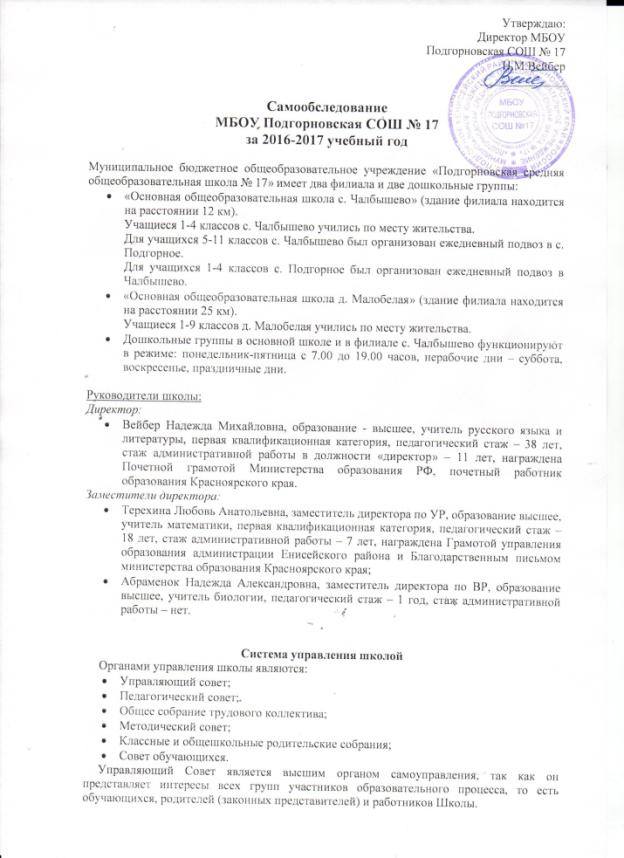 Утверждаю:
Директор МБОУ
Подгорновская СОШ № 17
Н.М.Вейбер
МБОУ
ПОДГОРНОВСКАЯ
СОШ №17
Самообследование
МБОУ Подгорновская СОШ № 17
за 2016-2017 учебный год
Муниципальное бюджетное общеобразовательное учреждение «Подгорновская средняя
общеобразовательная школа № 17» имеет два филиала и две дошкольные группы:
• «Основная общеобразовательная школа с. Чалбышево» (здание филиала находится
на расстоянии 12 км).
Учащиеся 1-4 классов с. Чалбышево учились по месту жительства.
Для учащихся 5-11 классов с. Чалбышево был организован ежедневный подвоз в с.
Подгорное.
Для учащихся 1-4 классов с. Подгорное был организован ежедневный подвоз в
Чалбышево.
• «Основная общеобразовательная школа д. Малобелая» (здание филиала находится
на расстоянии 25 км).
Учащиеся 1-9 классов д. Малобелая учились по месту жительства.
• Дошкольные группы в основной школе и в филиале с. Чалбышево функционируют
в режиме: понедельник-пятница с 7.00 до 19.00 часов, нерабочие дни – суббота,
воскресенье, праздничные дни.
Руководители школы:
Директор:
• Вейбер Надежда Михайловна, образование - высшее, учитель русского языка и
литературы, первая квалификационная категория, педагогический стаж – 38 лет,
стаж административной работы в должности «директор» – 11 лет, награждена
Почетной грамотой Министерства образования РФ, почетный работник
образования Красноярского края.
Заместители директора:
• Терехина Любовь Анатольевна, заместитель директора по УР, образование высшее,
учитель математики, первая квалификационная категория, педагогический стаж –
18 лет, стаж административной работы – 7 лет, награждена Грамотой управления
образования администрации Енисейского района и Благодарственным письмом
министерства образования Красноярского края;
• Абраменок Надежда Александровна, заместитель директора по ВР, образование
высшее, учитель биологии, педагогический стаж – 1 год, стаж административной
работы – нет.
Система управления школой
Органами управления школы являются:
• Управляющий совет;
• Педагогический совет;.
• Общее собрание трудового коллектива;
• Методический совет;
• Классные и общешкольные родительские собрания;
• Совет обучающихся.
Управляющий Совет является высшим органом самоуправления, так как он
представляет интересы всех групп участников образовательного процесса, то есть
обучающихся, родителей (законных представителей) и работников Школы.